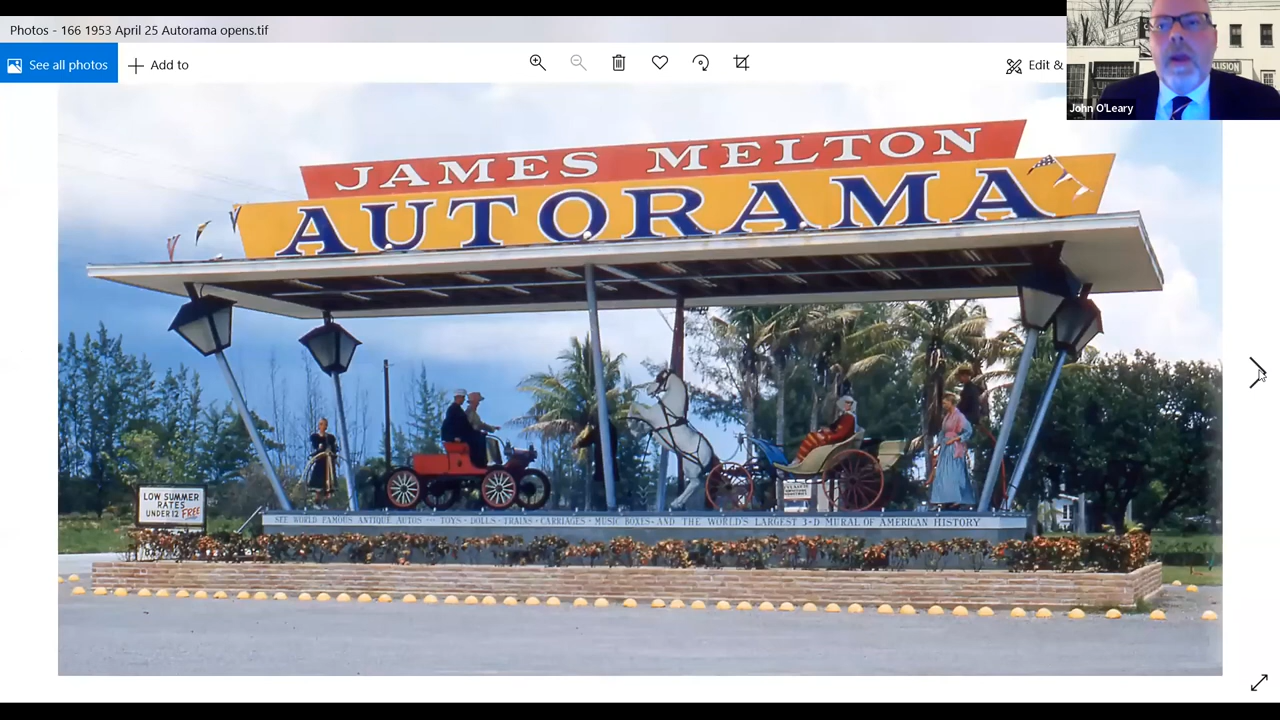 Photos - 166 1953 April 25 Autorama opens.tif
See all photos
Add to
Edit &
John O'Leary
JAMES MELTON
AUTORAMA
LOW SUMMER
RATES
UNDER 12 FREE
SEE WORLD FAMOUS ANTIQUE AUTOS --- TOYS - DOLLS - TRAINS - CARRIAGES - MUSIC BOXES - AND THE WORLD'S LARGEST 3-D MURAL OF AMERICAN HISTORY